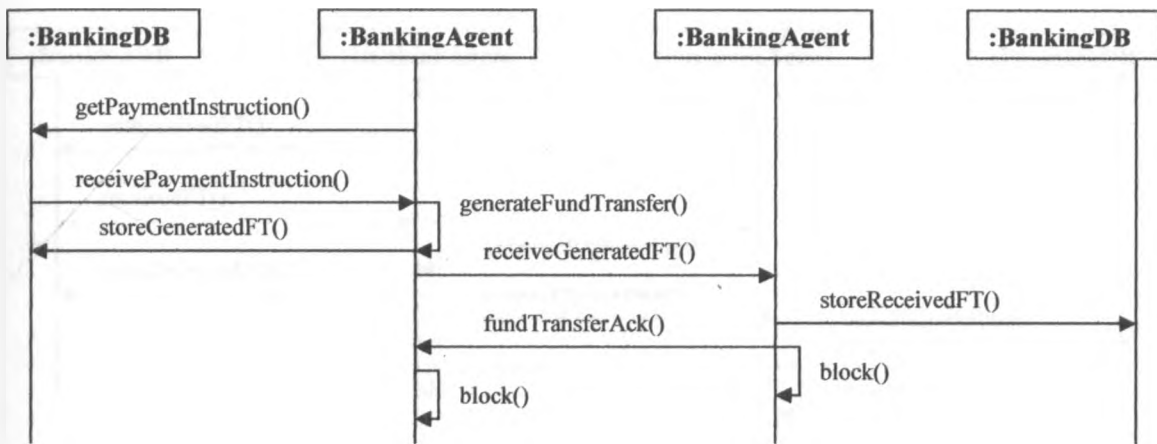 :BankingDB
:BankingAgent
:BankingAgent
:BankingDB
getPaymentInstruction()
receivePaymentInstruction()
generateFundTransfer()
storeGeneratedFT()
receiveGeneratedFT()
storeReceivedFT()
fundTransferAck()
block()
block()